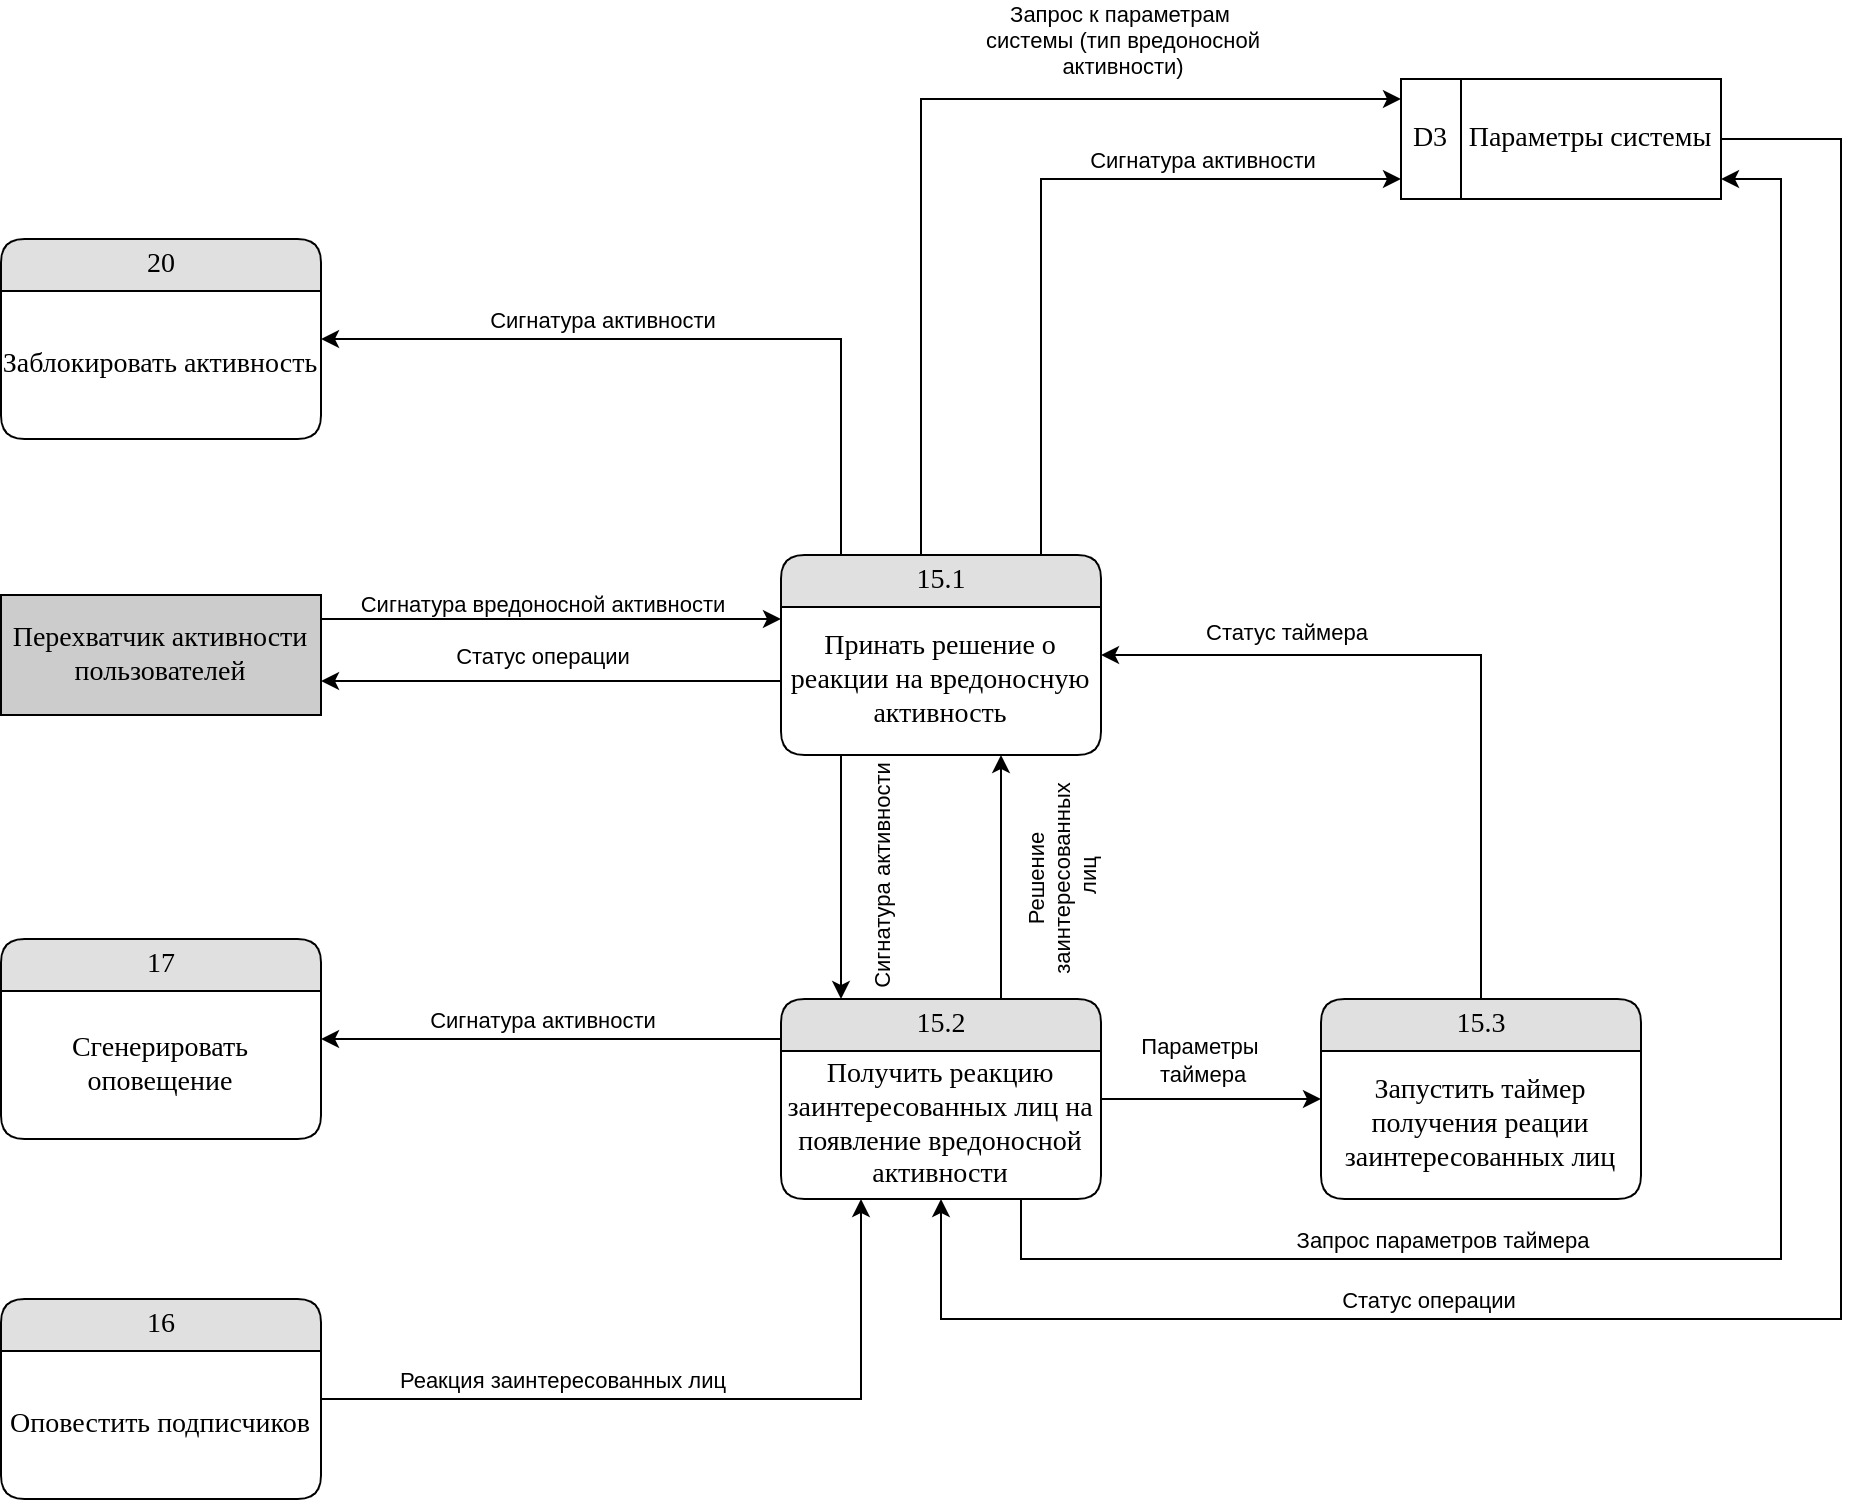 Запрос к параметрам
системы (тип вредоносной
активности)
D3
Параметры системы
Сигнатура активности
20
Заблокировать активность
Сигнатура активности
15.1
Принать решение о
реакции на вредоносную
активность
Перехватчик активности
пользователей
Сигнатура вредоносной активности
Статус операции
Статус таймера
Сигнатура активности
Решение
заинтересованных
лиц
17
Сгенерировать
оповещение
Сигнатура активности
15.2
Получить реакцию
заинтересованных лиц на
появление вредоносной
активности
Параметры
таймера
15.3
Запустить таймер
получения реации
заинтересованных лиц
Запрос параметров таймера
Статус операции
16
Оповестить подписчиков
Реакция заинтересованных лиц